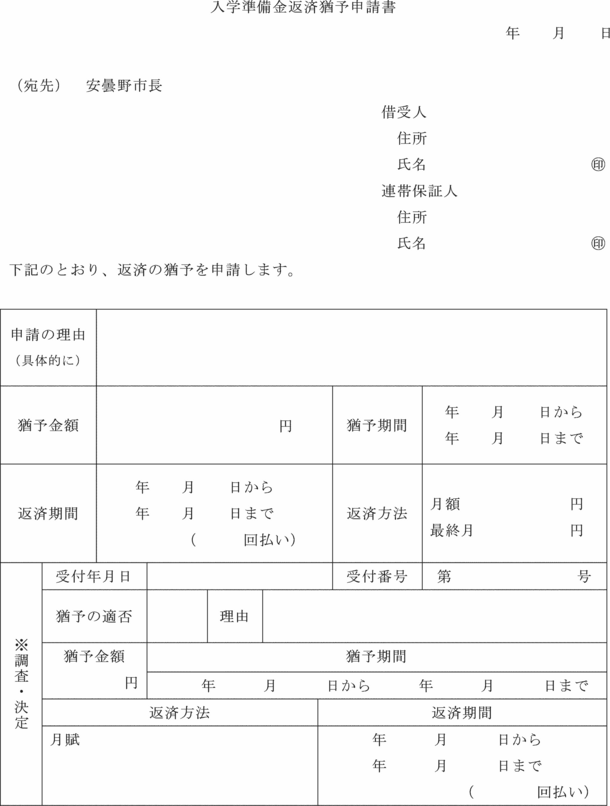 入学準備金返済猶予申請書
年　　月　　日
（宛先）　安曇野市長
借受人
住所
氏名　　　　　　　　　　㊞
連帯保証人
住所
氏名　　　　　　　　　　㊞
下記のとおり、返済の猶予を申請します。
申請の理由
（具体的に）
猶予金額　　　　　円
猶予期間
年　　月　　日から
年　　月　　日まで
返済期間
年　　月　　日から
年　　月　　日まで
（　　　回払い）
返済方法
月額　　　　　　円
最終月　　　　　円
※調査・決定
受付年月日
受付番号　第　　　　　　号
猶予の適否
理由
猶予金額
円
猶予期間
年　　月　　日から　　年　　月　　日まで
返済方法
月賦
返済期間
年　　月　　日から
年　　月　　日まで
（　　　回払い）